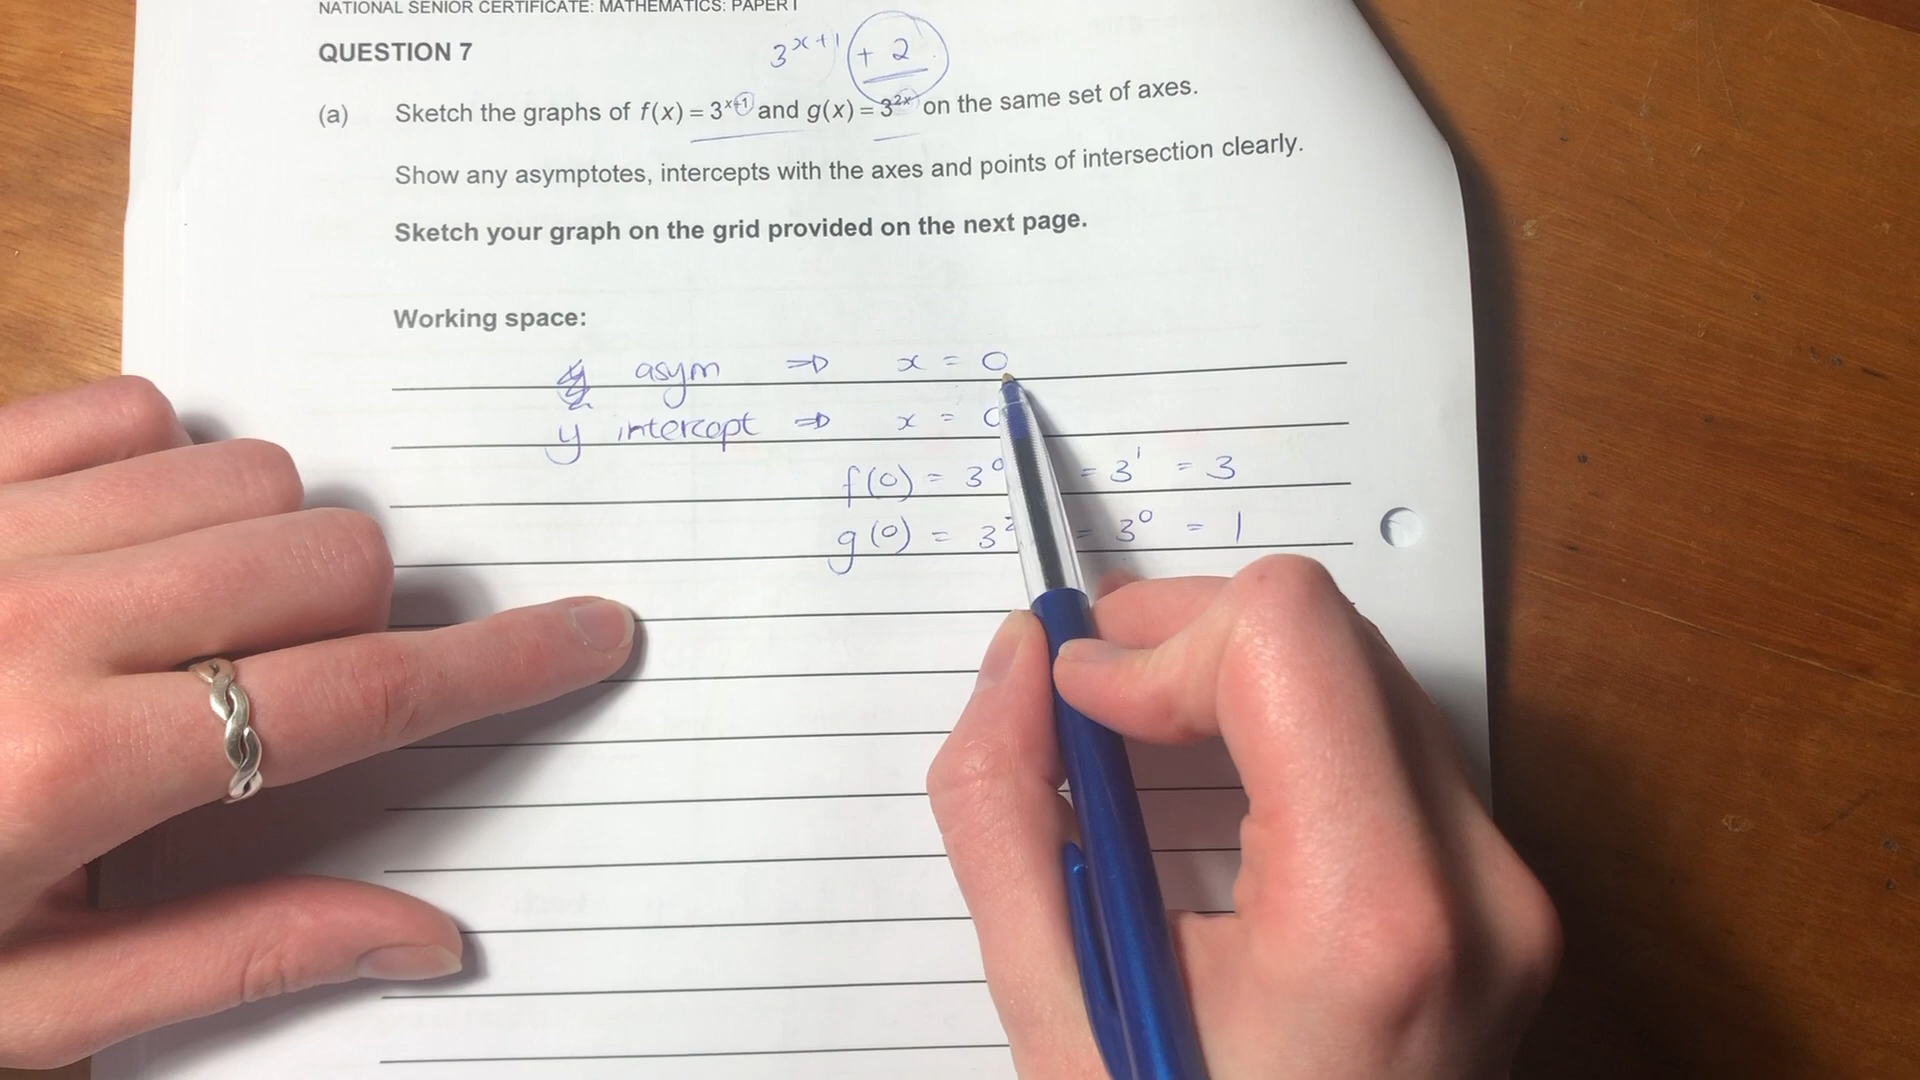 NATIONAL SENIOR CERTIFICATE: MATHEMATICS: PAPER I
QUESTION 7
3^{x+1} + 2
(a) Sketch the graphs of f(x) = 3^{x+1} and g(x) = 3^{2x} on the same set of axes.
Show any asymptotes, intercepts with the axes and points of intersection clearly.
Sketch your graph on the grid provided on the next page.
Working space:
asym ⇒ x = 0
y intercept ⇒ x = 0
f(0) = 3^0 = 3^1 = 3
g(0) = 3^2 = 3^0 = 1